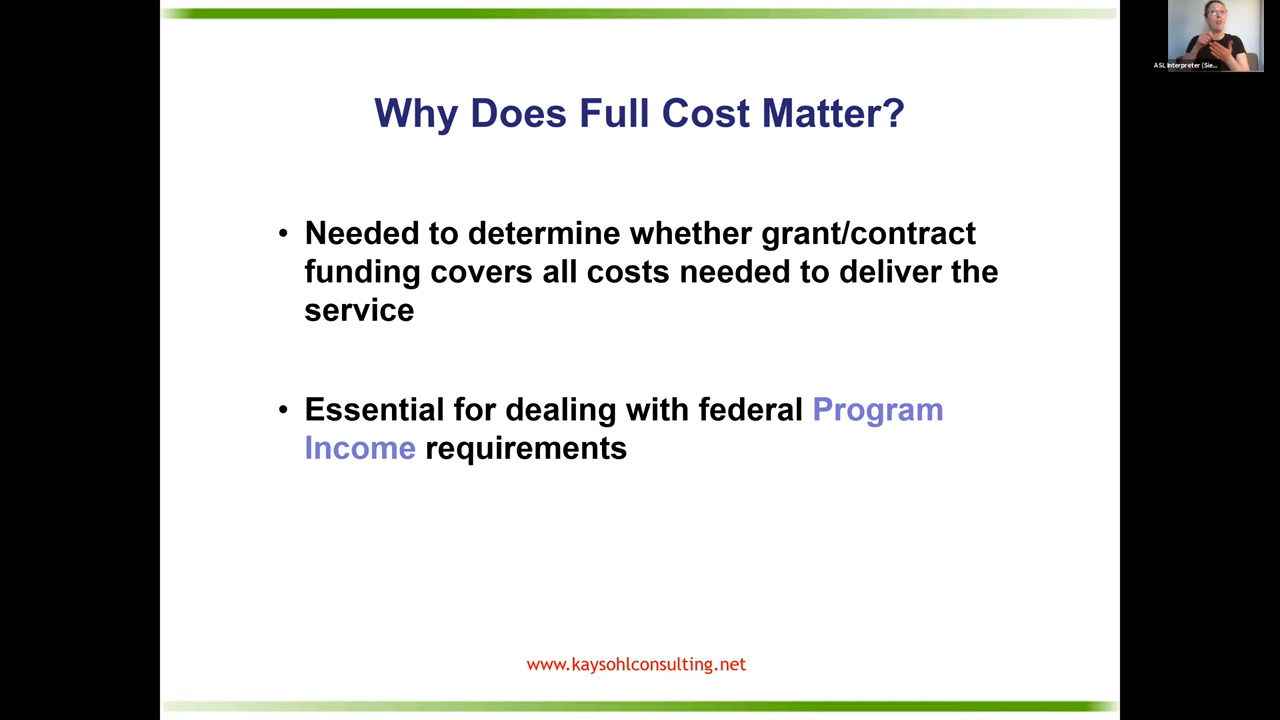 ASL Interpreter (Sie...
Why Does Full Cost Matter?
• Needed to determine whether grant/contract
funding covers all costs needed to deliver the
service
• Essential for dealing with federal Program
Income requirements
www.kaysohlconsulting.net